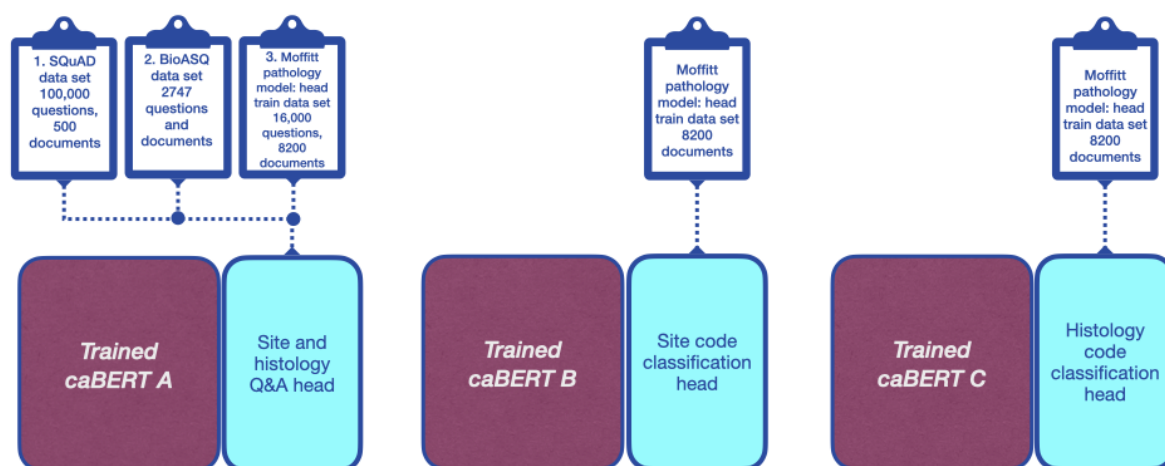 1. SQuAD
data set
100,000
questions,
500
documents
2. BioASQ
data set
2747
questions
and
documents
3. Moffitt
pathology
model: head
train data set
16,000
questions,
8200
documents
Moffitt
pathology
model: head
train data set
8200
documents
Moffitt
pathology
model: head
train data set
8200
documents
Trained
caBERT A
Site and
histology
Q&A head
Trained
caBERT B
Site code
classification
head
Trained
caBERT C
Histology
code
classification
head